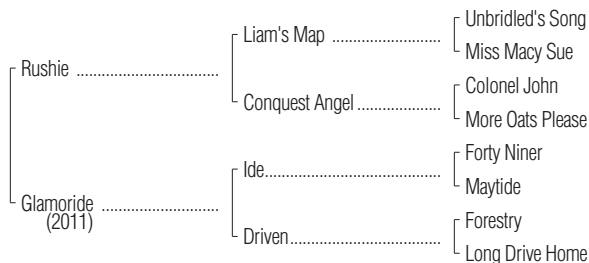 Unbridled's Song
Liam's Map
Miss Macy Sue
Rushie
Colonel John
Conquest Angel
More Oats Please
Forty Niner
Ide
Maytide
Glamoride
(2011)
Forestry
Driven
Long Drive Home